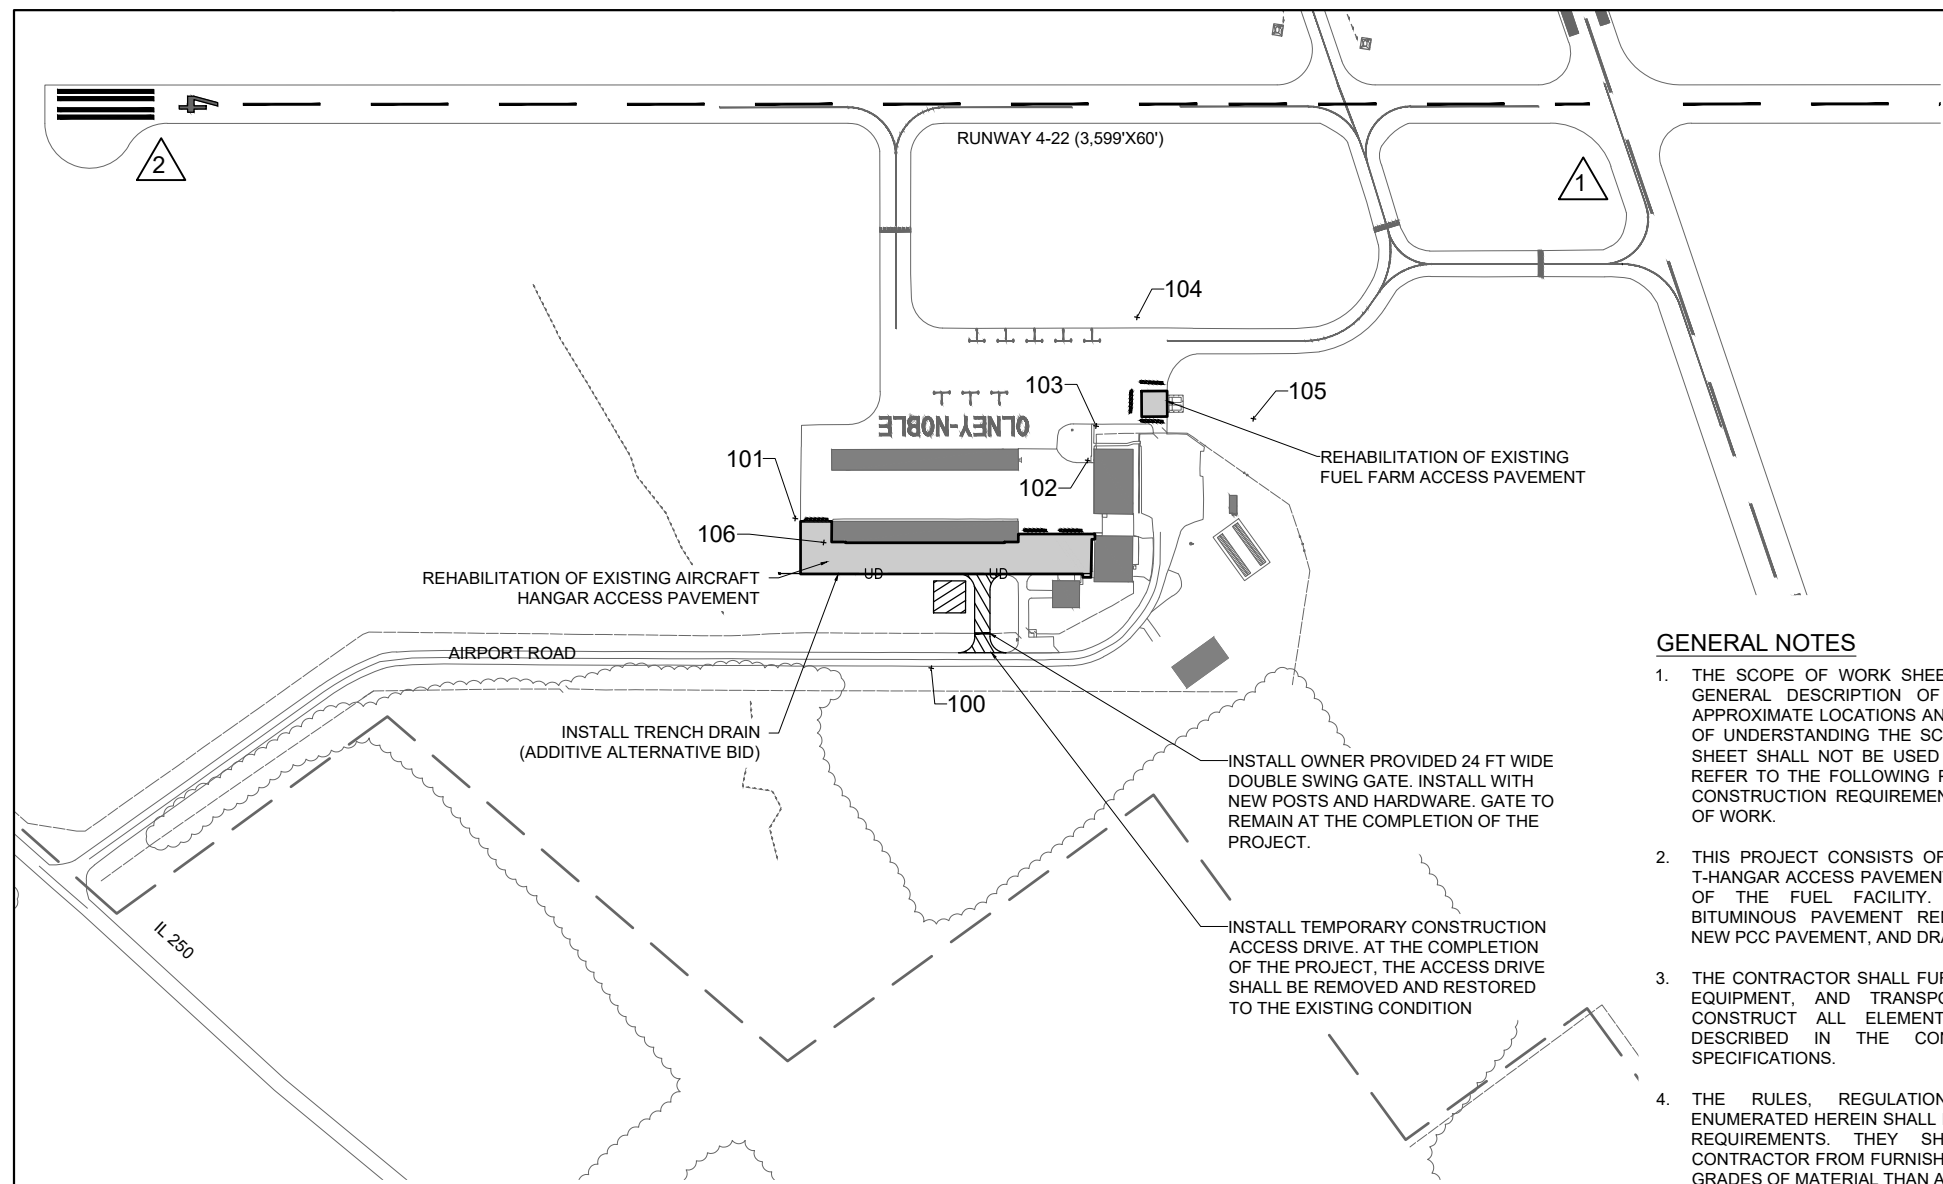 4
RUNWAY 4-22 (3,599'X60')
2
1
104
103
105
OLNEY-NOBLE
REHABILITATION OF EXISTING
FUEL FARM ACCESS PAVEMENT
101
102
106
REHABILITATION OF EXISTING AIRCRAFT
HANGAR ACCESS PAVEMENT
UD
UD
AIRPORT ROAD
100
INSTALL TRENCH DRAIN
(ADDITIVE ALTERNATIVE BID)
INSTALL OWNER PROVIDED 24 FT WIDE
DOUBLE SWING GATE. INSTALL WITH
NEW POSTS AND HARDWARE. GATE TO
REMAIN AT THE COMPLETION OF THE
PROJECT.
INSTALL TEMPORARY CONSTRUCTION
ACCESS DRIVE. AT THE COMPLETION
OF THE PROJECT, THE ACCESS DRIVE
SHALL BE REMOVED AND RESTORED
TO THE EXISTING CONDITION
IL 250
GENERAL NOTES
1. THE SCOPE OF WORK
GENERAL DESCRIPTION OF
APPROXIMATE LOCATIONS
OF UNDERSTANDING THE
SHEET SHALL NOT BE USED
REFER TO THE FOLLOWING
CONSTRUCTION
OF WORK.
2. THIS PROJECT CONSISTS
T-HANGAR ACCESS
OF THE FUEL FACILITY.
BITUMINOUS PAVEMENT
NEW PCC PAVEMENT, AND
3. THE CONTRACTOR SHALL
EQUIPMENT, AND
CONSTRUCT ALL
DESCRIBED IN THE
SPECIFICATIONS.
4. THE RULES,
ENUMERATED HEREIN SHALL
REQUIREMENTS. THEY
CONTRACTOR FROM
GRADES OF MATERIAL THAN